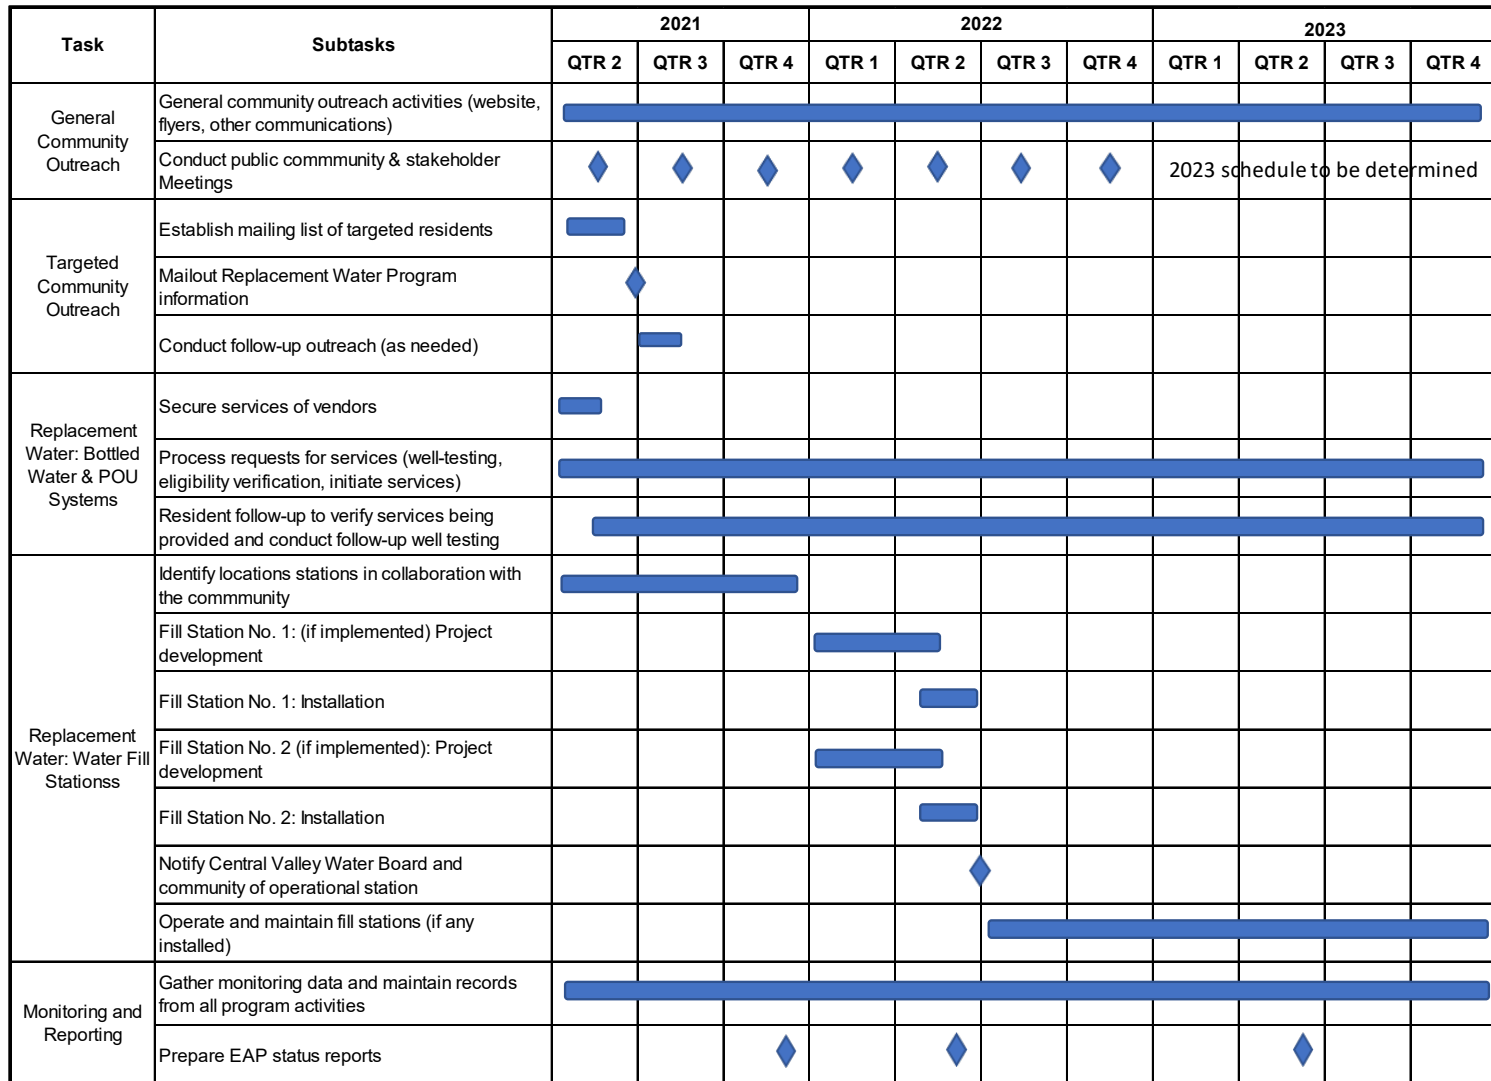 Task
Subtasks
2021
2022
2023
QTR 2
QTR 3
QTR 4
QTR 1
QTR 2
QTR 3
QTR 4
QTR 1
QTR 2
QTR 3
QTR 4
General
Community
Outreach
General community outreach activities (website,
flyers, other communications)
Conduct public commmunity & stakeholder
Meetings
2023 schedule to be determined
Targeted
Community
Outreach
Establish mailing list of targeted residents
Mailout Replacement Water Program
information
Conduct follow-up outreach (as needed)
Replacement
Water: Bottled
Water & POU
Systems
Secure services of vendors
Process requests for services (well-testing,
eligibility verification, initiate services)
Resident follow-up to verify services being
provided and conduct follow-up well testing
Replacement
Water: Water Fill
Stationss
Identify locations stations in collaboration with
the commmunity
Fill Station No. 1: (if implemented) Project
development
Fill Station No. 1: Installation
Fill Station No. 2 (if implemented): Project
development
Fill Station No. 2: Installation
Notify Central Valley Water Board and
community of operational station
Operate and maintain fill stations (if any
installed)
Monitoring and
Reporting
Gather monitoring data and maintain records
from all program activities
Prepare EAP status reports